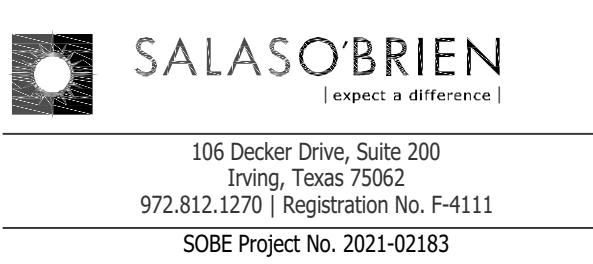 SALASO'BRIEN
| expect a difference |
106 Decker Drive, Suite 200
Irving, Texas 75062
972.812.1270 | Registration No. F-4111
SOBE Project No. 2021-02183